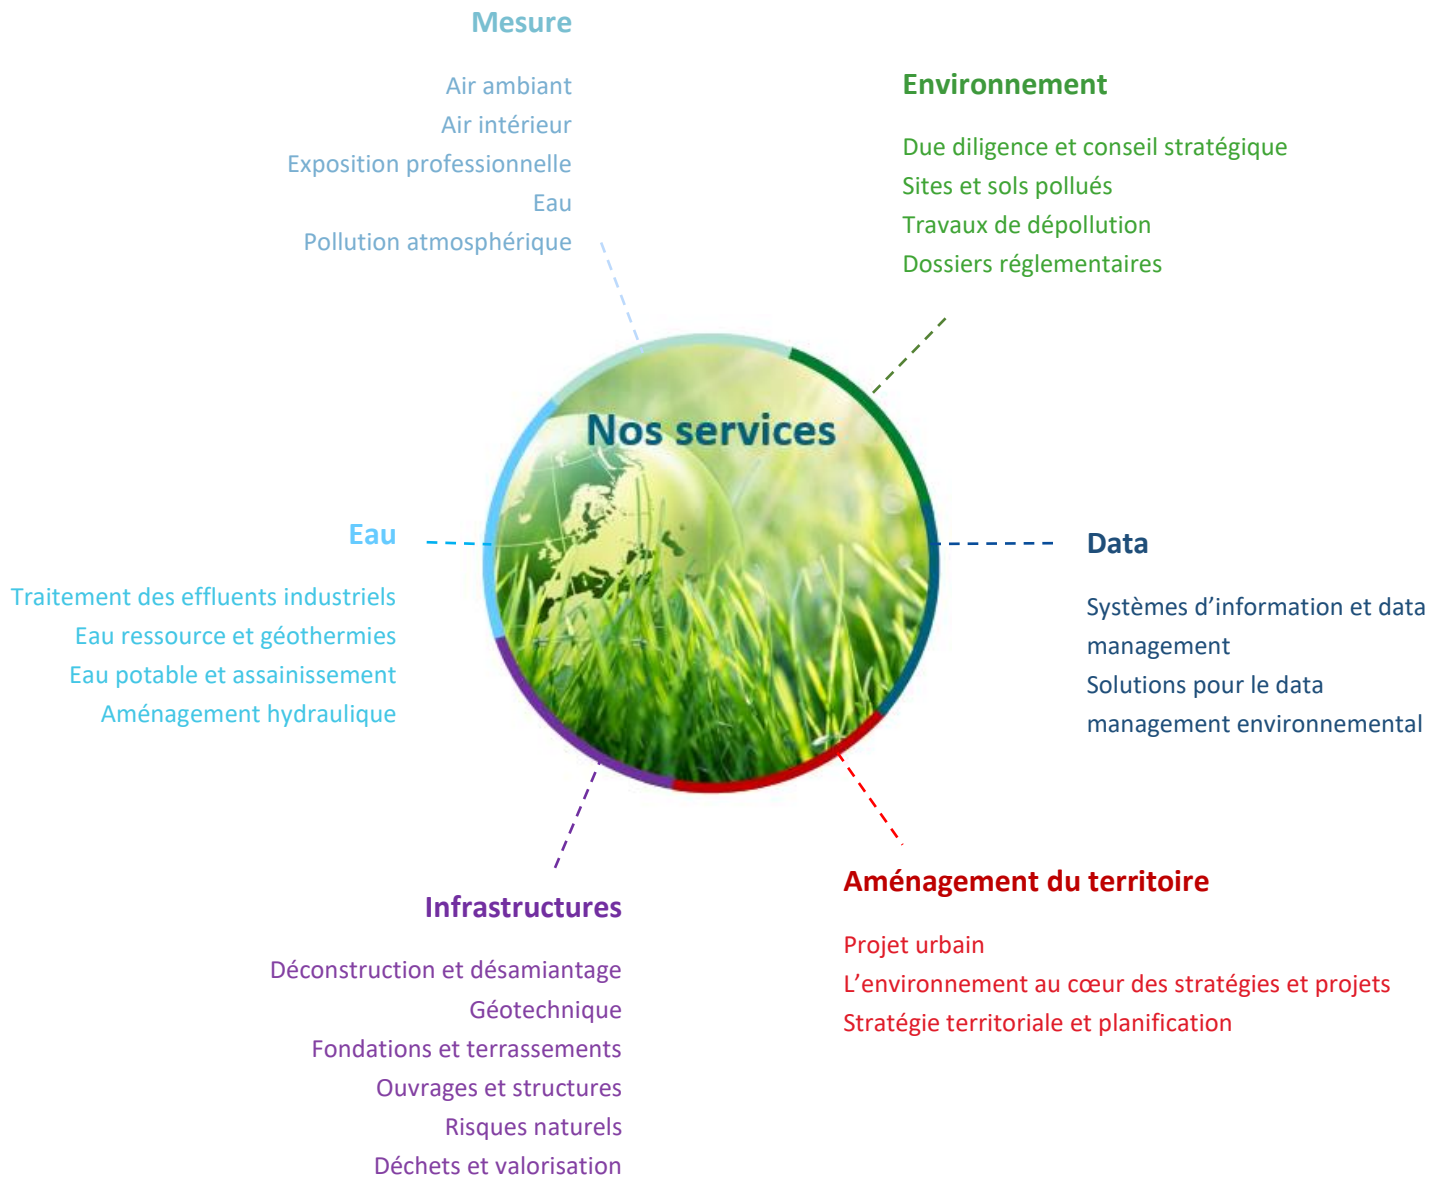 Mesure
Air ambiant
Air intérieur
Exposition professionnelle
Eau
Pollution atmosphérique
Environnement
Due diligence et conseil stratégique
Sites et sols pollués
Travaux de dépollution
Dossiers réglementaires
Nos services
Eau
Traitement des effluents industriels
Eau ressource et géothermies
Eau potable et assainissement
Aménagement hydraulique
Data
Systèmes d’information et data
management
Solutions pour le data
management environnemental
Infrastructures
Déconstruction et désamiantage
Géotechnique
Fondations et terrassements
Ouvrages et structures
Risques naturels
Déchets et valorisation
Aménagement du territoire
Projet urbain
L’environnement au cœur des stratégies et projets
Stratégie territoriale et planification